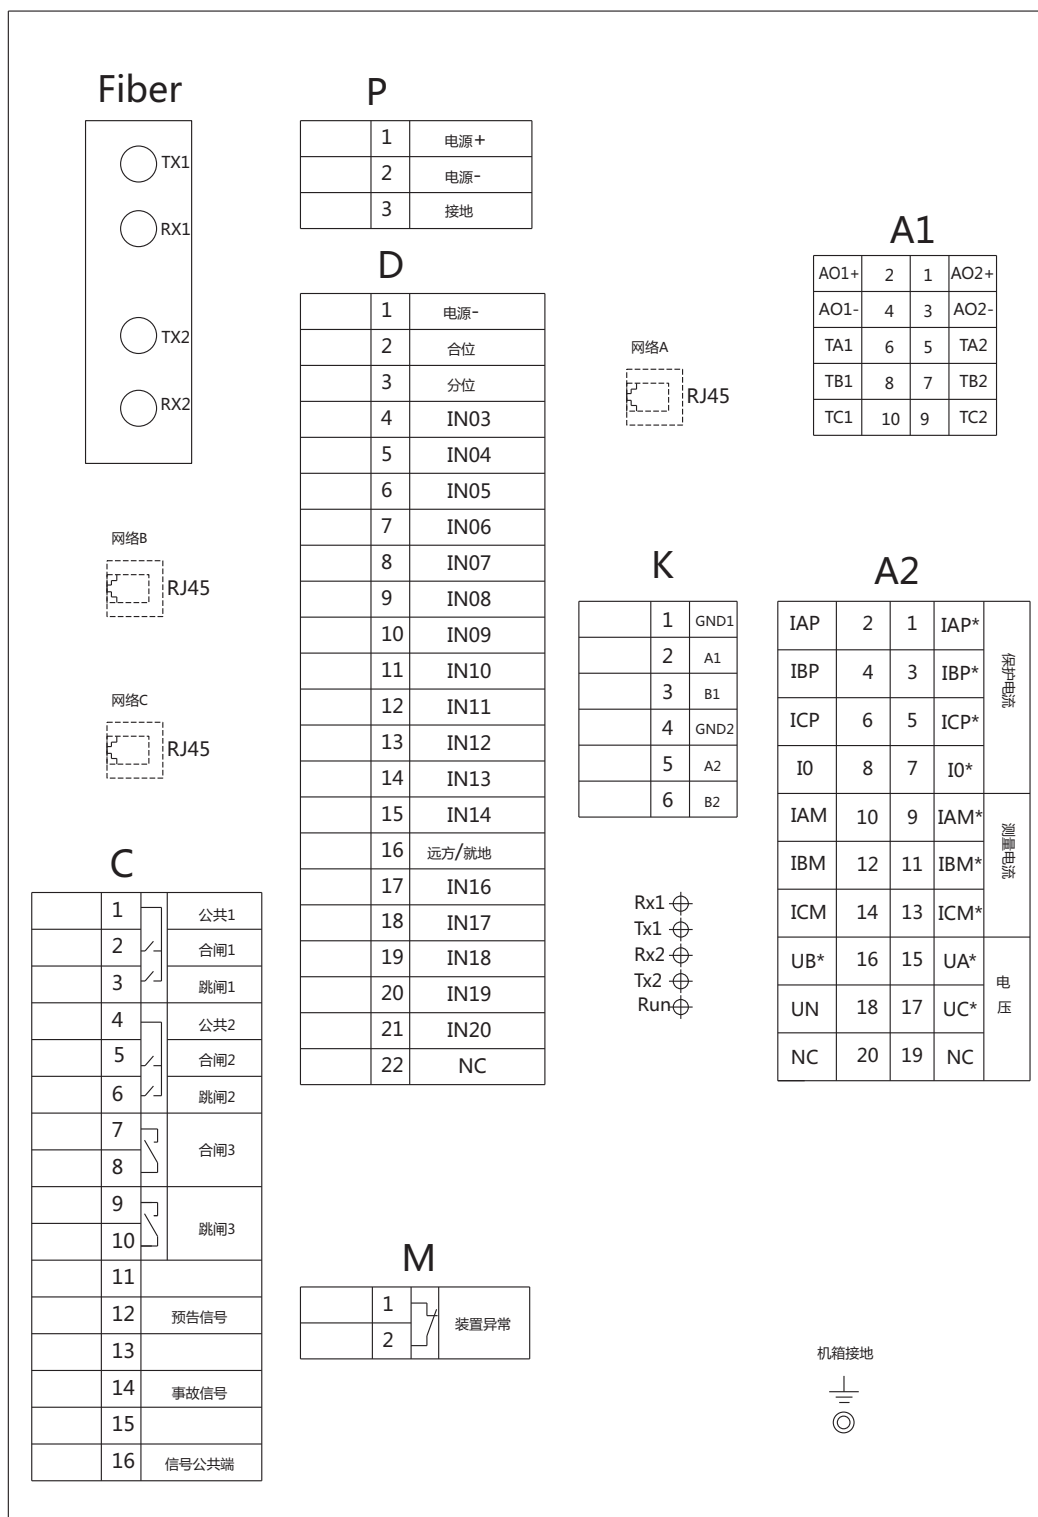 Fiber
TX1
RX1
TX2
RX2
网络B
RJ45
网络C
RJ45
C
1 公共1
2 合闸1
3 跳闸1
4 公共2
5 合闸2
6 跳闸2
7
合闸3
8
9
跳闸3
10
11
12 预告信号
13
14 事故信号
15
16 信号公共端
P
1 电源+
2 电源-
3 接地
D
1 电源-
2 合位
3 分位
4 IN03
5 IN04
6 IN05
7 IN06
8 IN07
9 IN08
10 IN09
11 IN10
12 IN11
13 IN12
14 IN13
15 IN14
16 远方/就地
17 IN16
18 IN17
19 IN18
20 IN19
21 IN20
22 NC
M
1
装置异常
2
网络A
RJ45
K
1 GND1
2 A1
3 B1
4 GND2
5 A2
6 B2
Rx1
Tx1
Rx2
Tx2
Run
A1
AO1+ 2 1 AO2+
AO1- 4 3 AO2-
TA1 6 5 TA2
TB1 8 7 TB2
TC1 10 9 TC2
A2
IAP 2 1 IAP*
IBP 4 3 IBP*
ICP 6 5 ICP*
I0 8 7 I0*
保护电流
IAM 10 9 IAM*
IBM 12 11 IBM*
ICM 14 13 ICM*
测量电流
UB* 16 15 UA*
UN 18 17 UC*
NC 20 19 NC
电
压
机箱接地